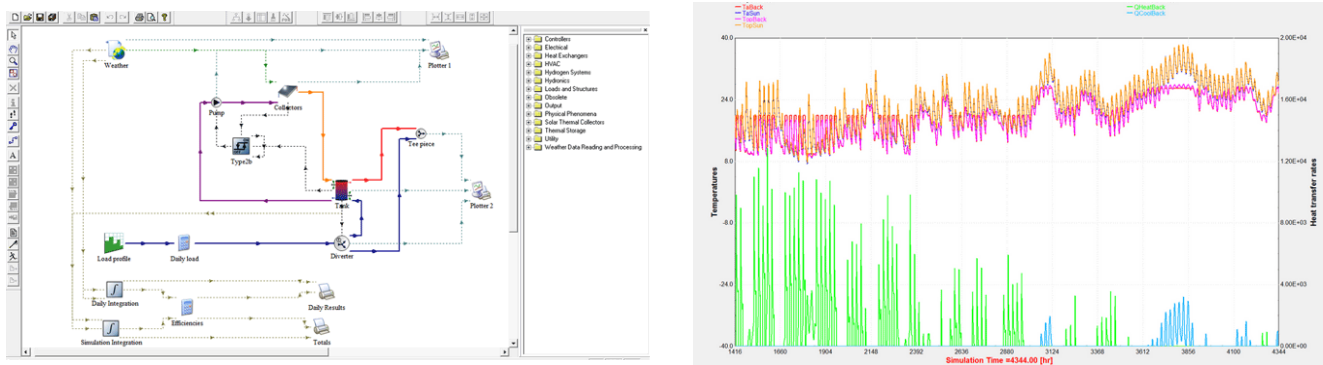 Weather
Plotter 1
Collectors
Pump
Type2b
Tee piece
Tank
Plotter 2
Load profile
Daily load
Diverter
Daily Integration
Efficiencies
Daily Results
Simulation Integration
Totals
Controllers
Electrical
Heat Exchangers
HVAC
Hydrogen Systems
Hydronics
Loads and Structures
Obsolete
Output
Physical Phenomena
Solar Thermal Collectors
Thermal Storage
Utility
Weather Data Reading and Processing
TaBack
TaSun
TopBack
TopSun
QHeatBack
QCoolBack
40.0
24.0
8.0
-8.0
-24.0
-40.0
Temperatures
2.00E+04
1.60E+04
1.20E+04
8.00E+03
4.00E+03
0.00E+00
Heat transfer rates
1416 1660 1904 2148 2392 2636 2880 3124 3368 3612 3856 4100 4344
Simulation Time =4344.00 [hr]